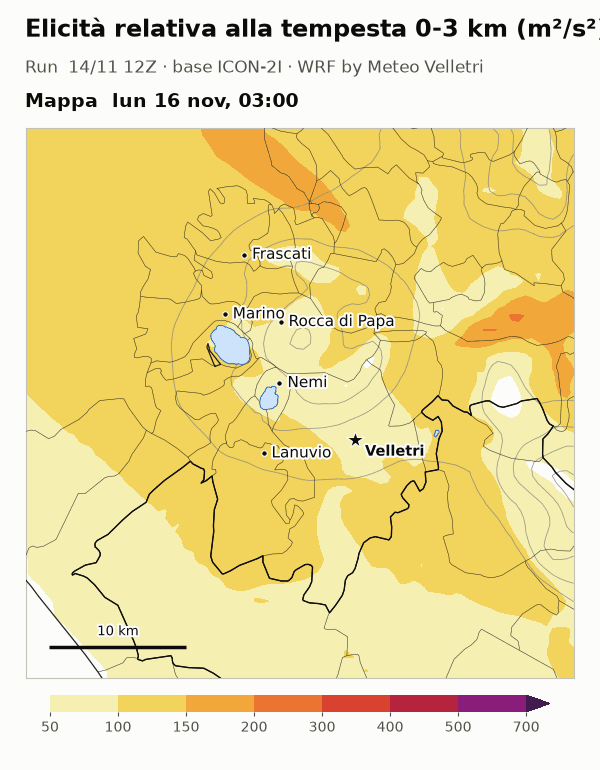 Elicità relativa alla tempesta 0-3 km (m²/s²)
Run 14/11 12Z · base ICON-2I · WRF by Meteo Velletri
Mappa lun 16 nov, 03:00
Frascati
Marino
Rocca di Papa
Nemi
Velletri
Lanuvio
10 km
50 100 150 200 300 400 500 700